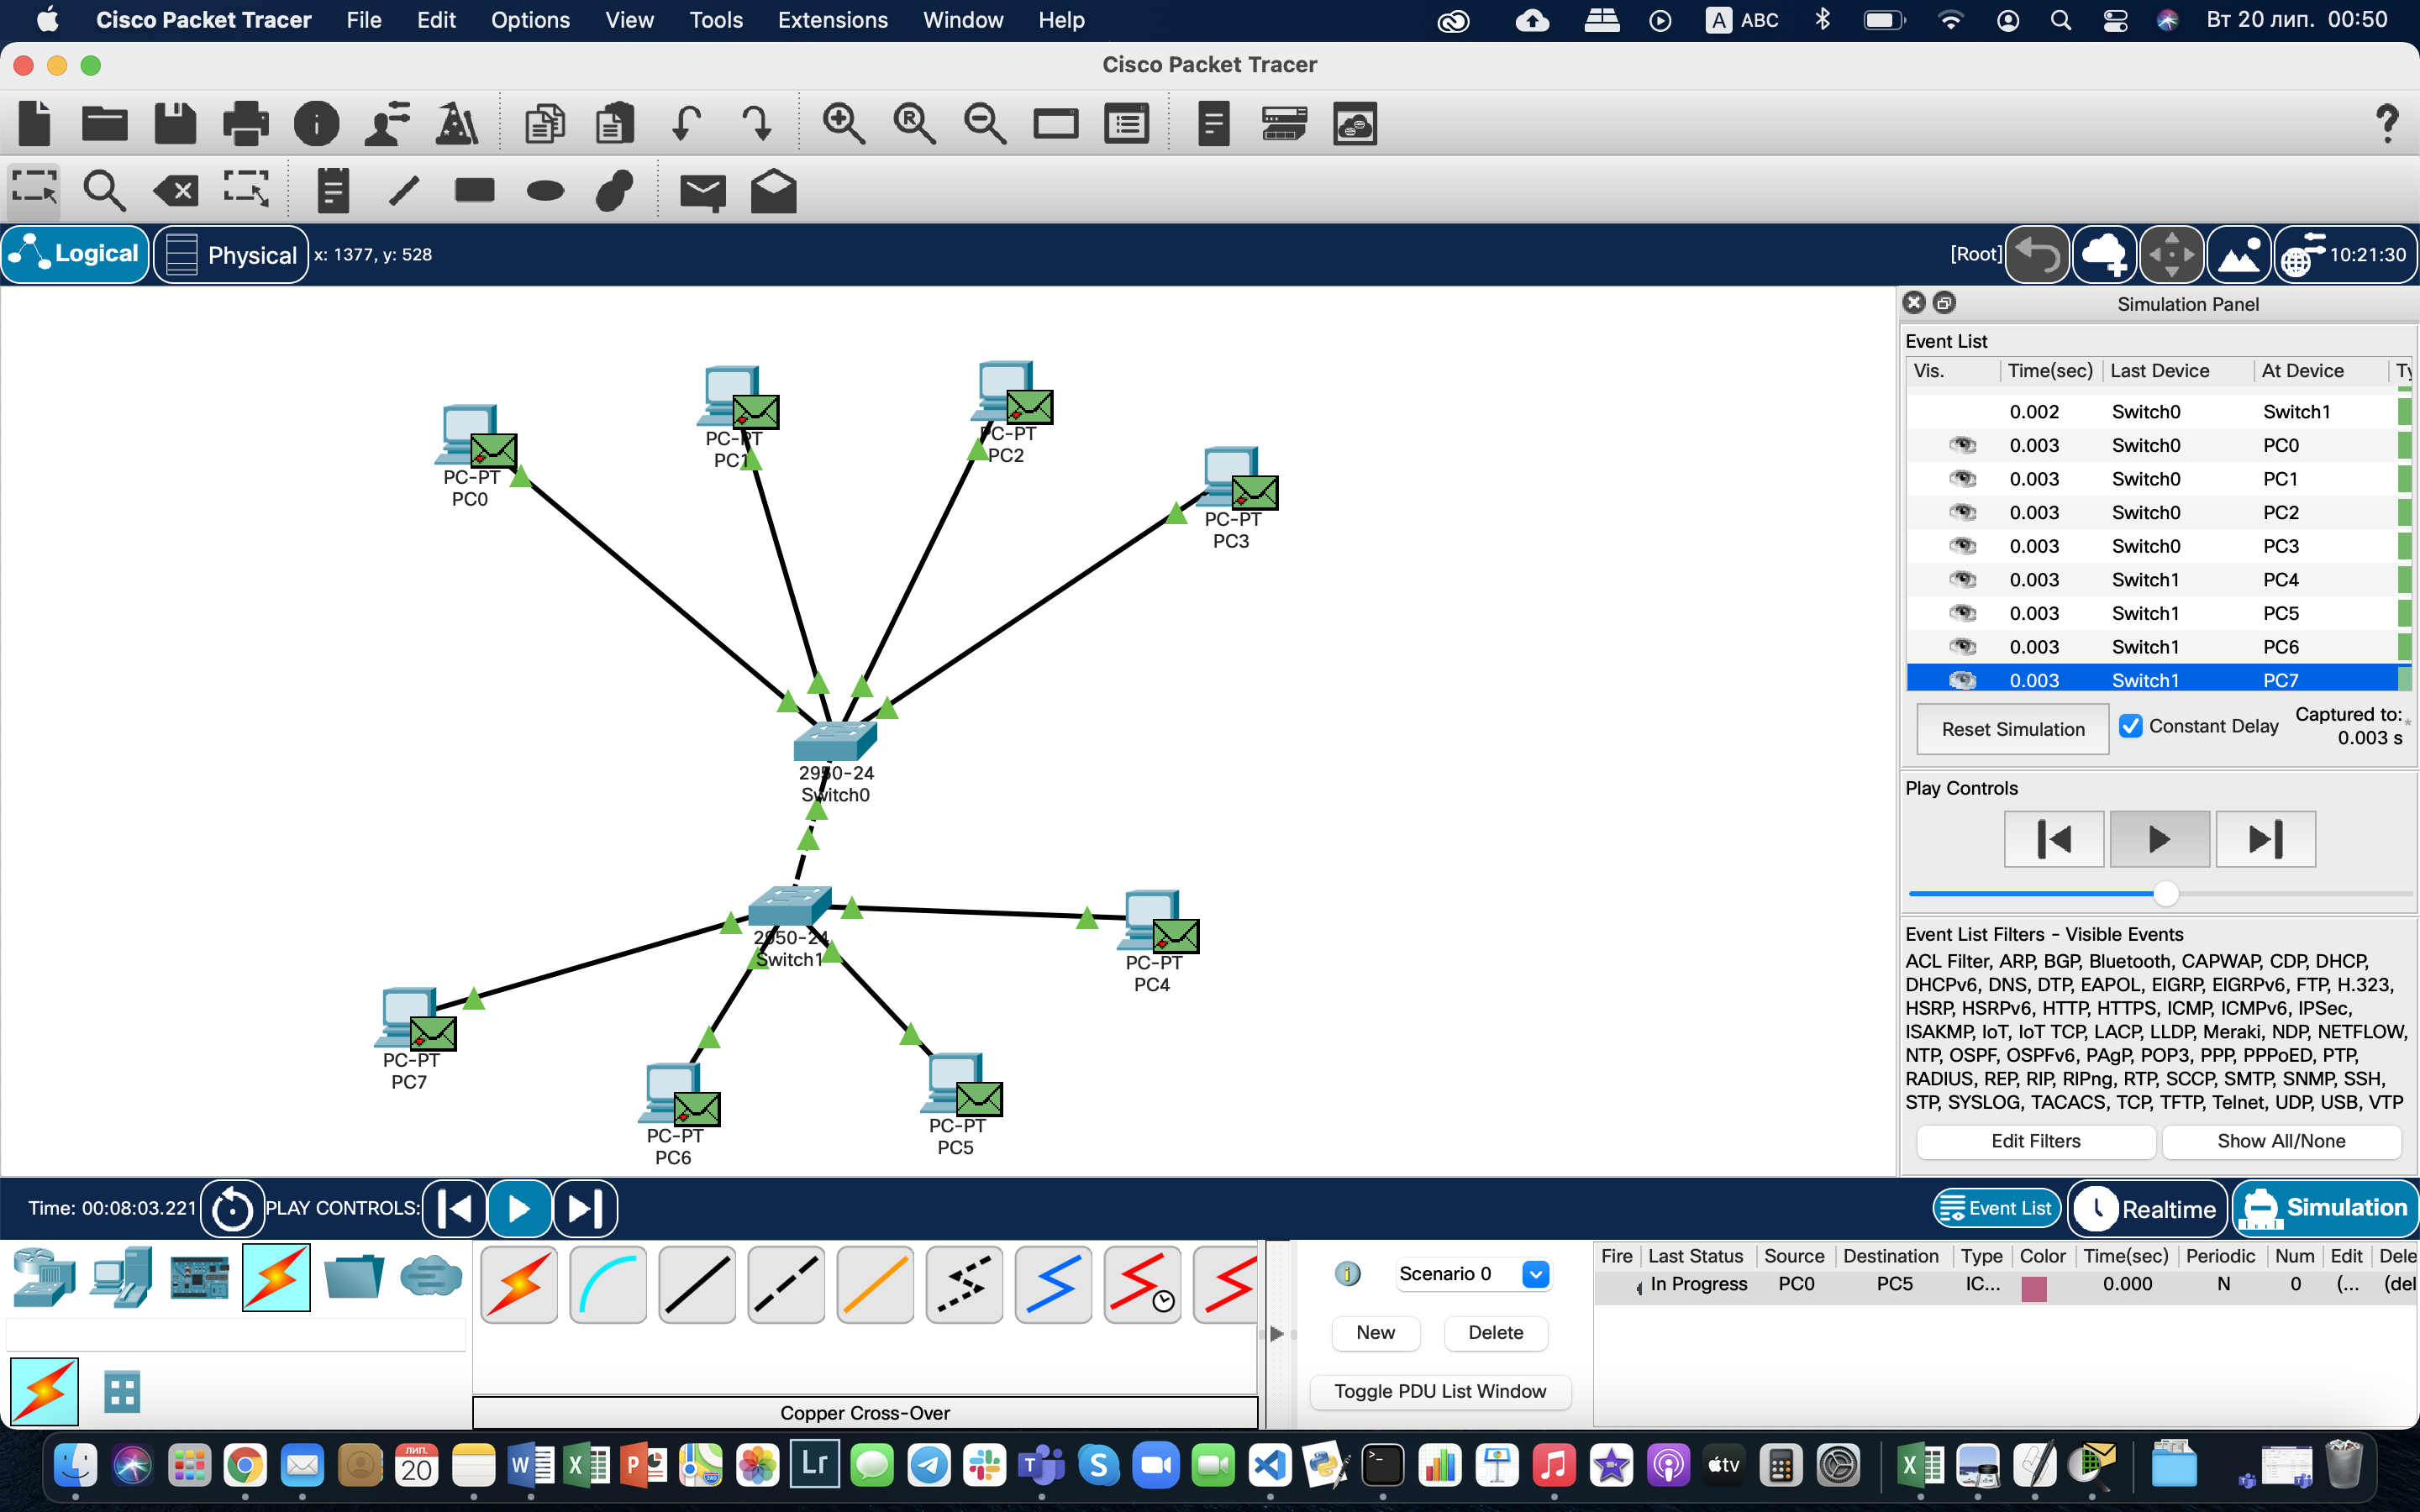 Cisco Packet Tracer File Edit Options View Tools Extensions Window Help A ABC Вт 20 лип. 00:50
Cisco Packet Tracer
Logical Physical x: 1377, y: 528 [Root] 10:21:30
Simulation Panel
Event List
Vis. Time(sec) Last Device At Device Ty
0.002 Switch0 Switch1
0.003 Switch0 PC0
0.003 Switch0 PC1
0.003 Switch0 PC2
0.003 Switch0 PC3
0.003 Switch1 PC4
0.003 Switch1 PC5
0.003 Switch1 PC6
0.003 Switch1 PC7
Reset Simulation Constant Delay Captured to:*
0.003 s
Play Controls
Event List Filters - Visible Events
ACL Filter, ARP, BGP, Bluetooth, CAPWAP, CDP, DHCP,
DHCPv6, DNS, DTP, EAPOL, EIGRP, EIGRPv6, FTP, H.323,
HSRP, HSRPv6, HTTP, HTTPS, ICMP, ICMPv6, IPSec,
ISAKMP, IoT, IoT TCP, LACP, LLDP, Meraki, NDP, NETFLOW,
NTP, OSPF, OSPFv6, PAgP, POP3, PPP, PPPoED, PTP,
RADIUS, REP, RIP, RIPng, RTP, SCCP, SMTP, SNMP, SSH,
STP, SYSLOG, TACACS, TCP, TFTP, Telnet, UDP, USB, VTP
Edit Filters Show All/None
PC-PT
PC0
PC-PT
PC1
PC-PT
PC2
PC-PT
PC3
2950-24
Switch0
2950-24
Switch1
PC-PT
PC4
PC-PT
PC7
PC-PT
PC6
PC-PT
PC5
Time: 00:08:03.221 PLAY CONTROLS: Event List Realtime Simulation
Scenario 0
New Delete
Toggle PDU List Window
Fire Last Status Source Destination Type Color Time(sec) Periodic Num Edit Dele
In Progress PC0 PC5 IC... 0.000 N 0 (... (del
Copper Cross-Over
ЛИП.
20
Lr
tv